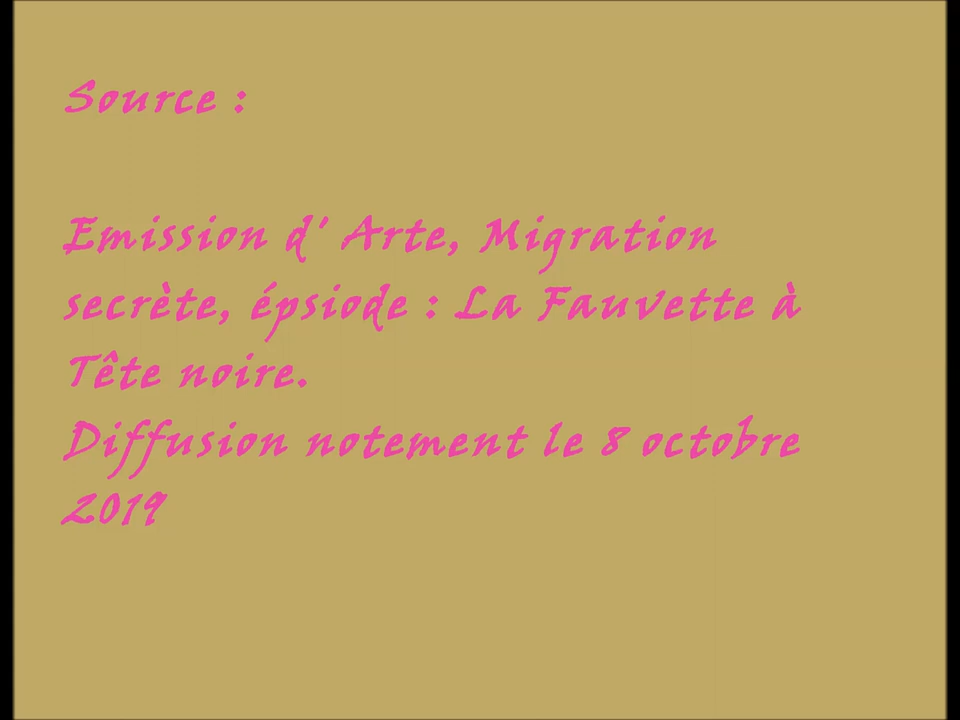 Source :
Emission d' Arte, Migration
secrète, épsiode : La Fauvette à
Tête noire.
Diffusion notement le 8 octobre
2019